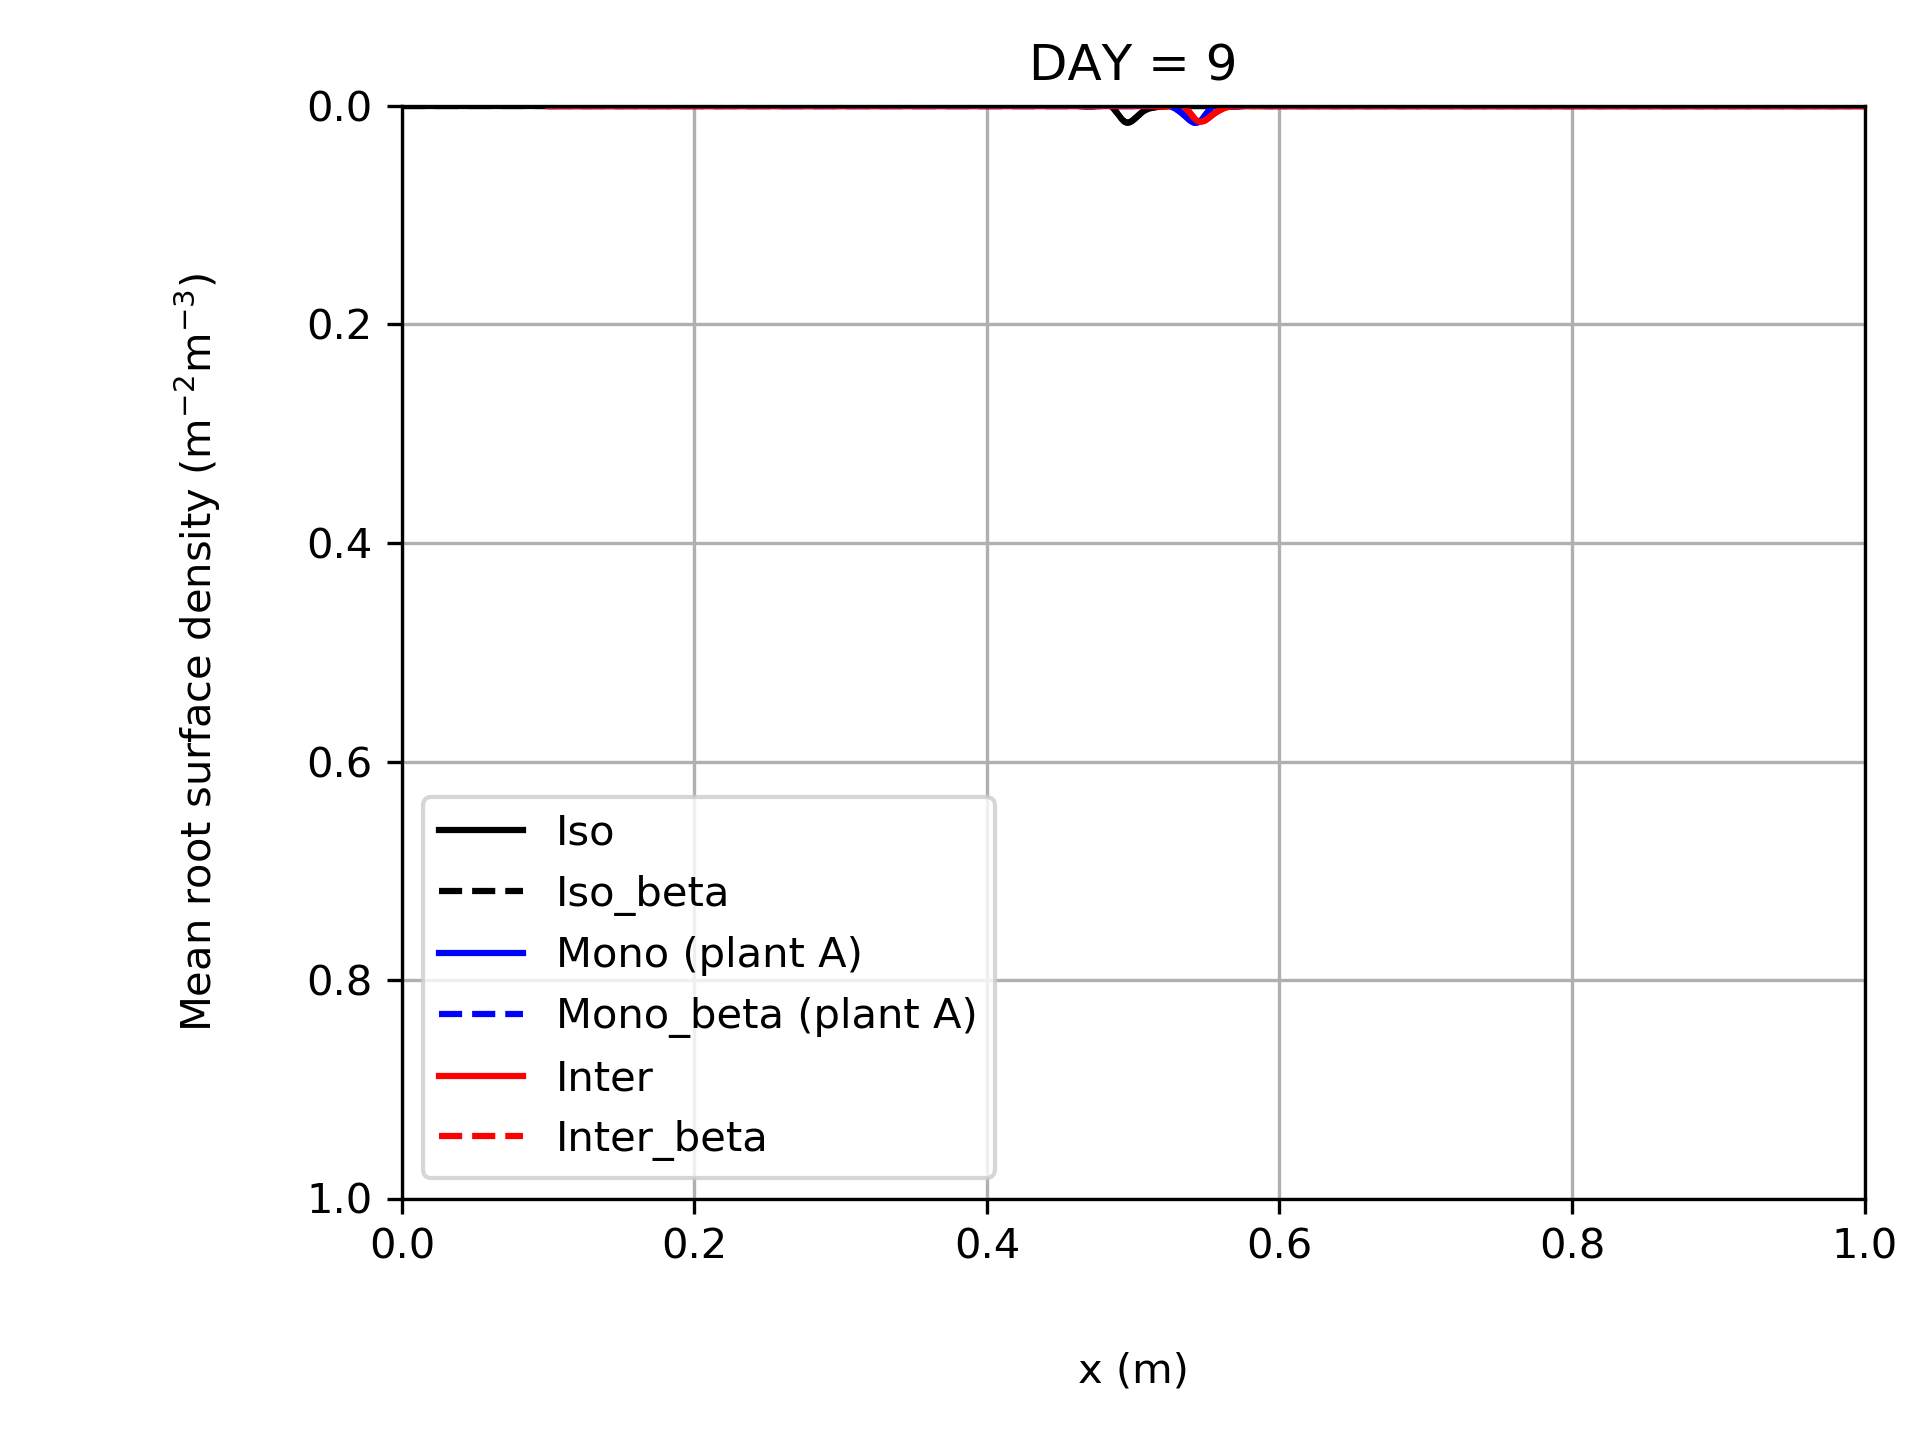 DAY = 9
Mean root surface density (m⁻²m⁻³)
0.0
0.2
0.4
0.6
0.8
1.0
Iso
Iso_beta
Mono (plant A)
Mono_beta (plant A)
Inter
Inter_beta
0.0 0.2 0.4 0.6 0.8 1.0
x (m)